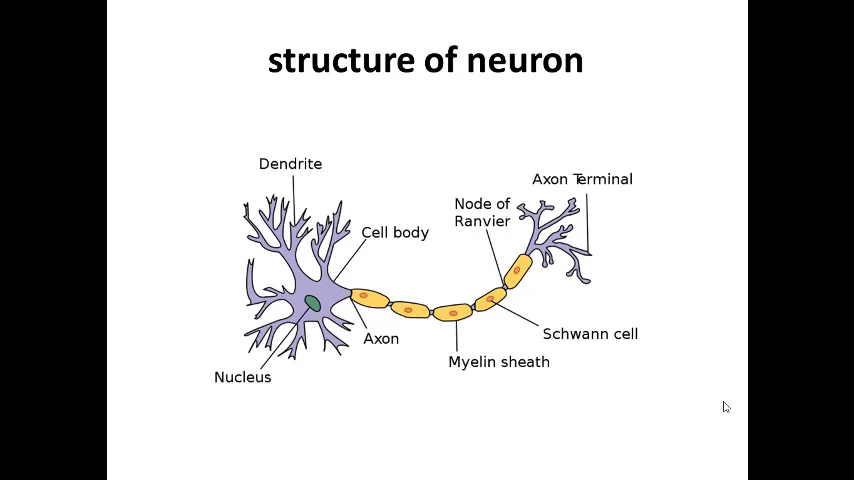 structure of neuron
Dendrite
Axon Terminal
Node of
Ranvier
Cell body
Axon
Schwann cell
Myelin sheath
Nucleus